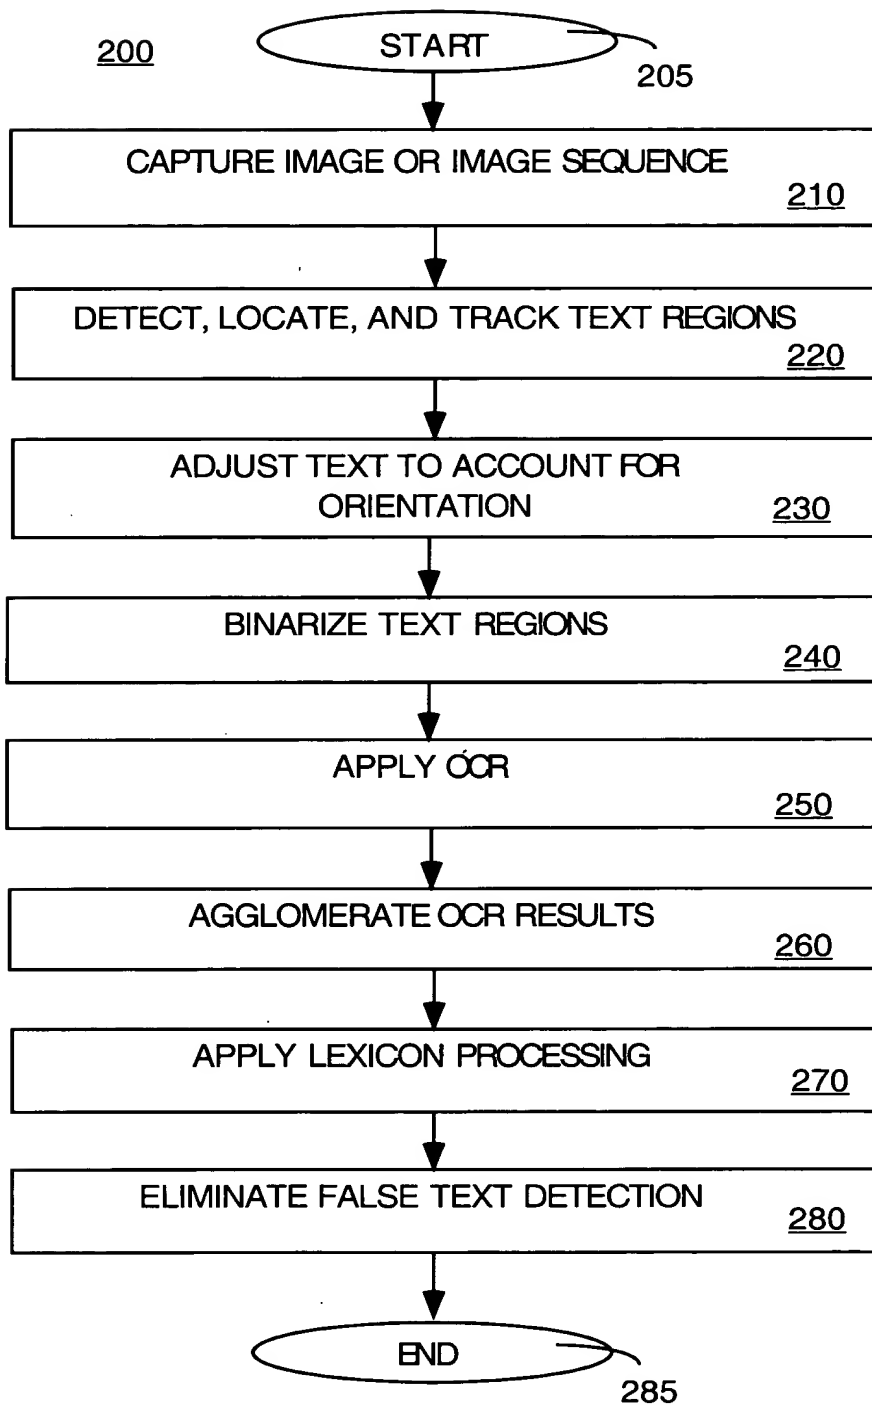 200
START
205
CAPTURE IMAGE OR IMAGE SEQUENCE
210
DETECT, LOCATE, AND TRACK TEXT REGIONS
220
ADJUST TEXT TO ACCOUNT FOR
ORIENTATION
230
BINARIZE TEXT REGIONS
240
APPLY OCR
250
AGGLOMERATE OCR RESULTS
260
APPLY LEXICON PROCESSING
270
ELIMINATE FALSE TEXT DETECTION
280
END
285